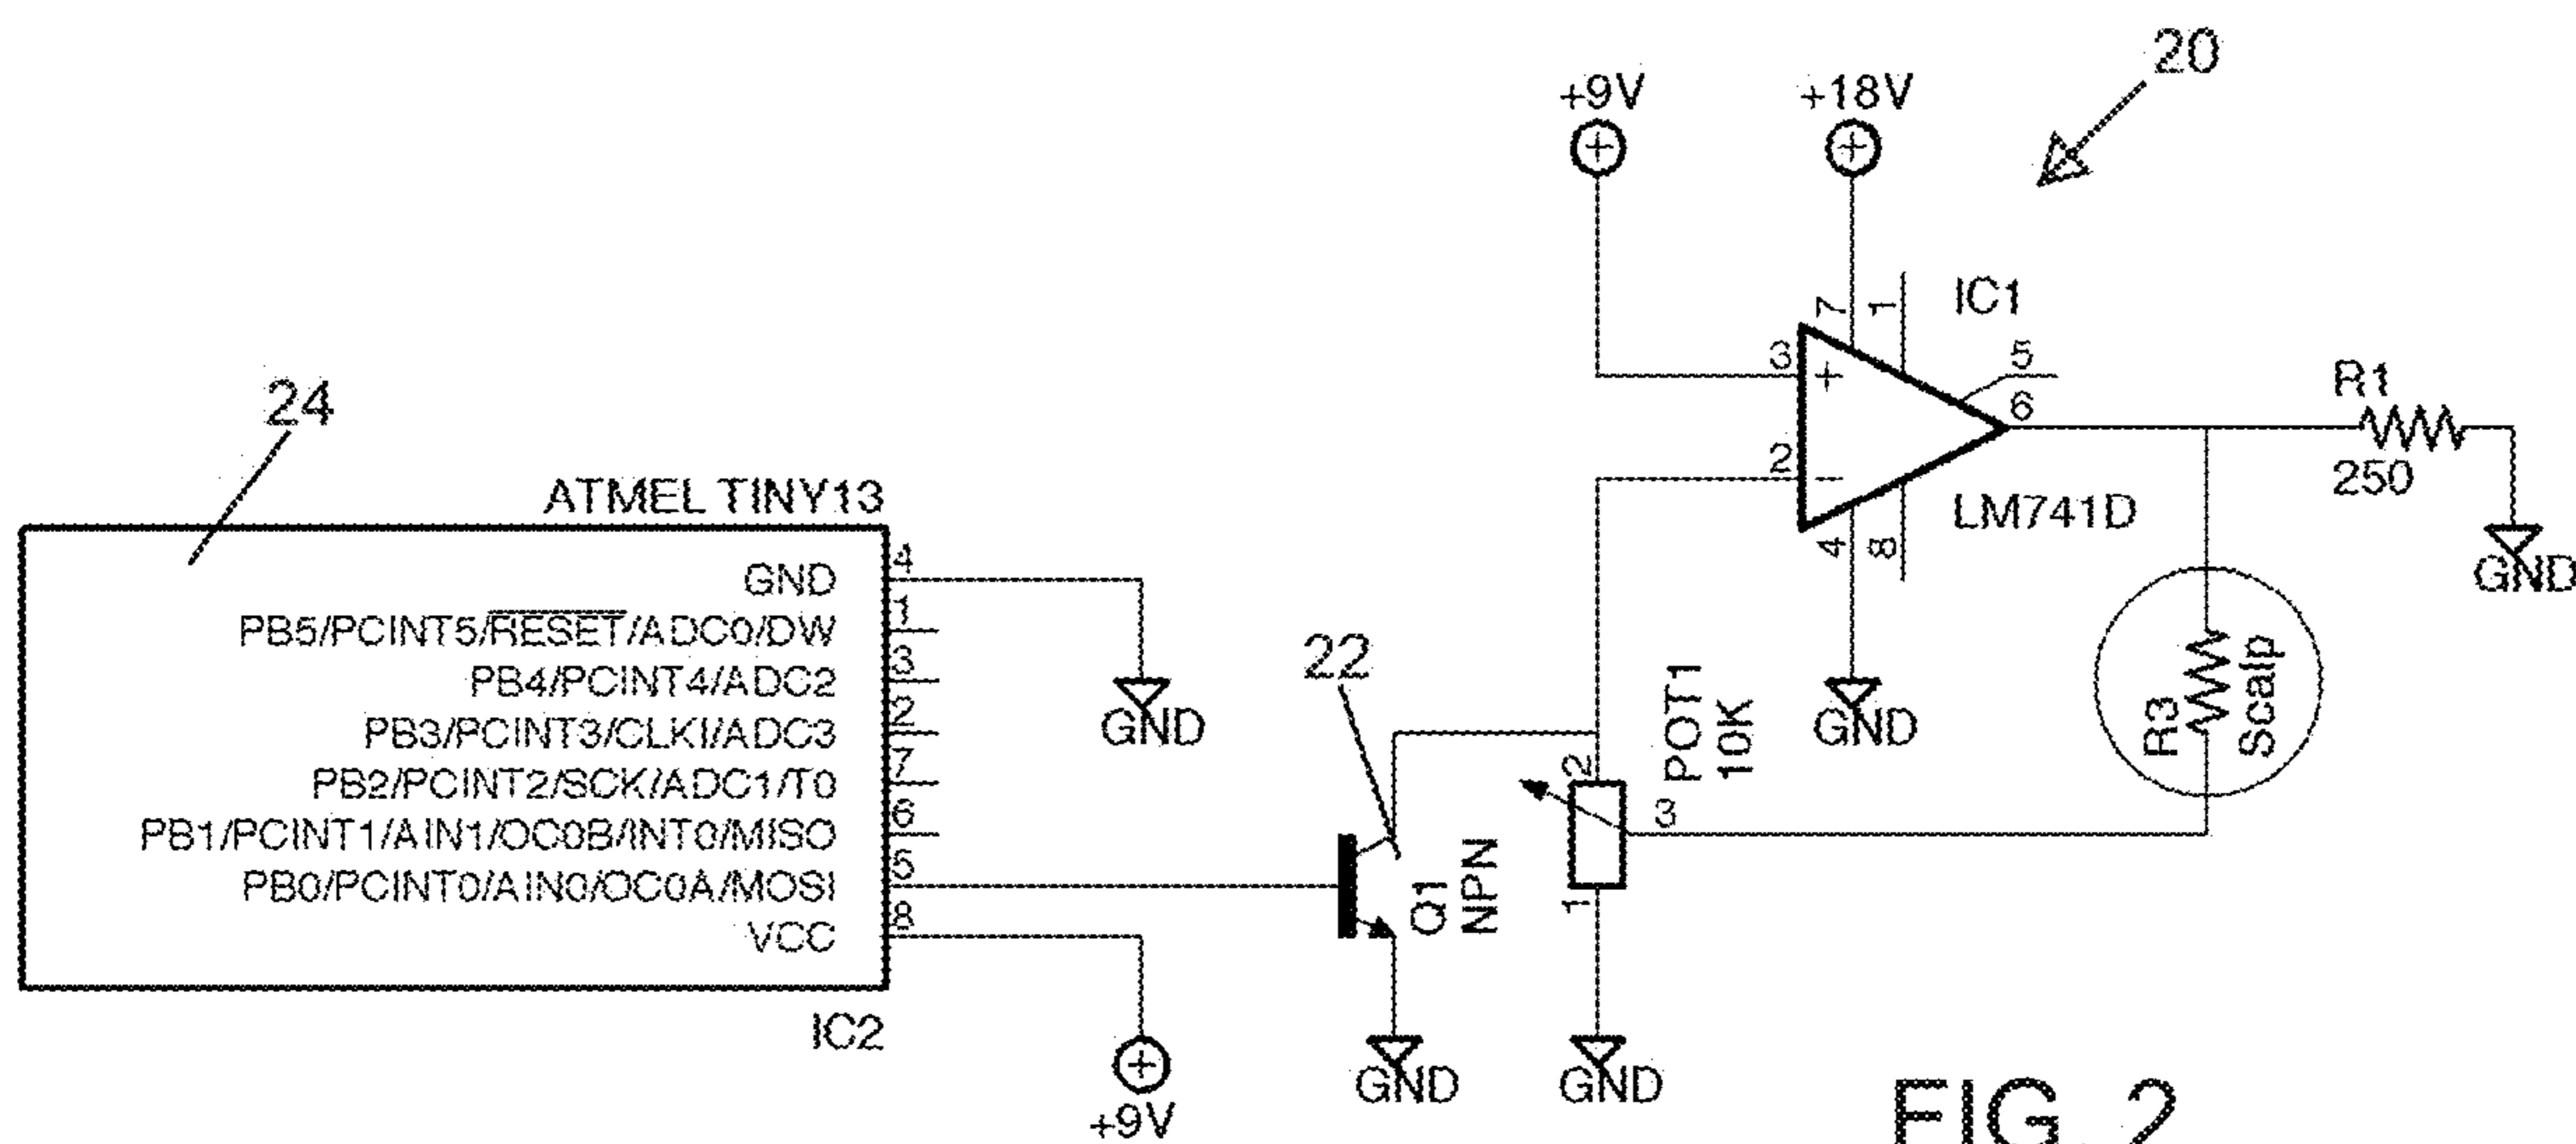 20
+9V
+18V
IC1
7
1
3
+
5
6
R1
250
2
-
LM741D
4
8
GND
GND
24
ATMEL TINY13
GND 4
PB5/PCINT5/RESET/ADC0/DW 1
PB4/PCINT4/ADC2 3
PB3/PCINT3/CLKI/ADC3 2
PB2/PCINT2/SCK/ADC1/T0 7
PB1/PCINT1/AIN1/OC0B/INT0/MISO 6
PB0/PCINT0/AIN0/OC0A/MOSI 5
VCC 8
IC2
GND
+9V
22
Q1
NPN
GND
POT1
10K
2
3
1
GND
R3
Scalp
FIG. 2